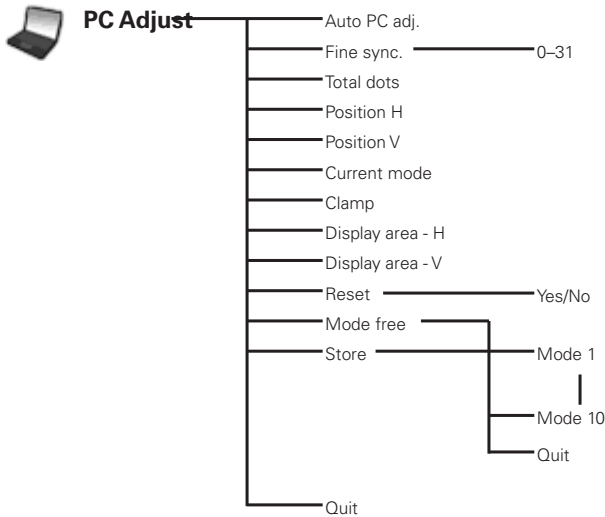 PC Adjust
Auto PC adj.
Fine sync. 0–31
Total dots
Position H
Position V
Current mode
Clamp
Display area - H
Display area - V
Reset Yes/No
Mode free
Store Mode 1
Mode 10
Quit
Quit